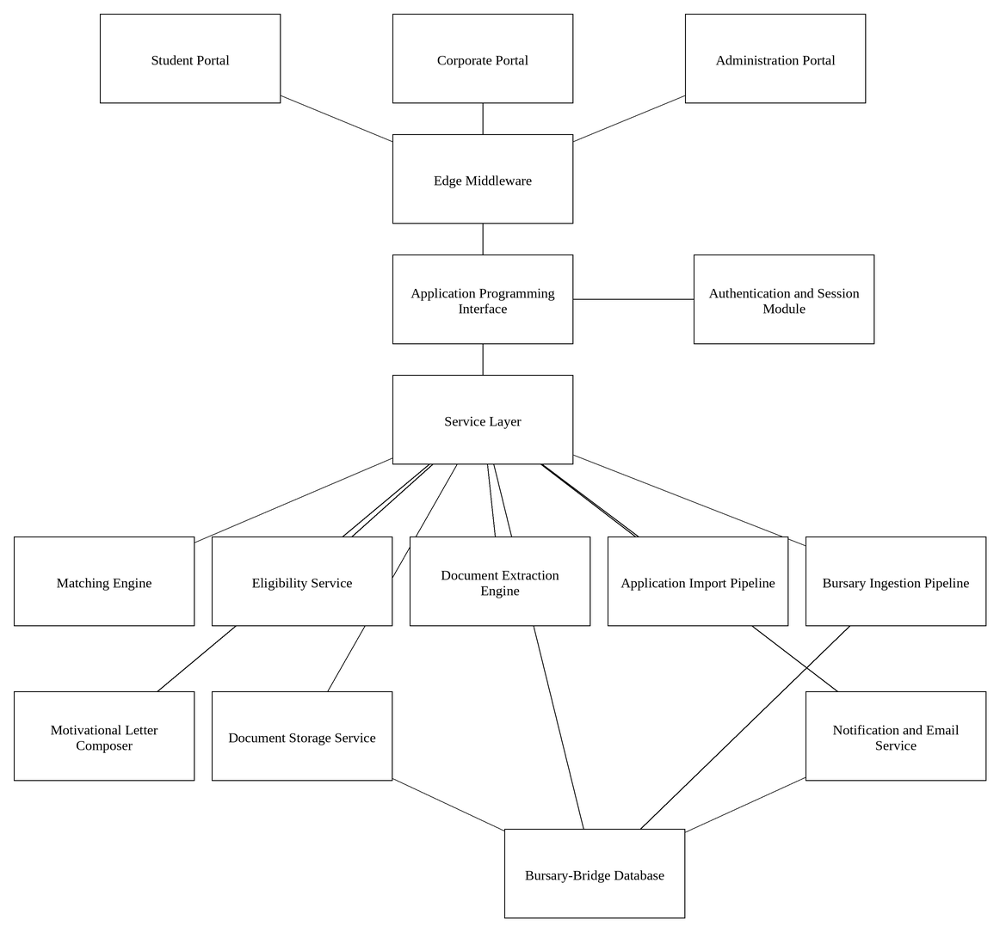 Student Portal
Corporate Portal
Administration Portal
Edge Middleware
Application Programming
Interface
Authentication and Session
Module
Service Layer
Matching Engine
Eligibility Service
Document Extraction
Engine
Application Import Pipeline
Bursary Ingestion Pipeline
Motivational Letter
Composer
Document Storage Service
Notification and Email
Service
Bursary-Bridge Database